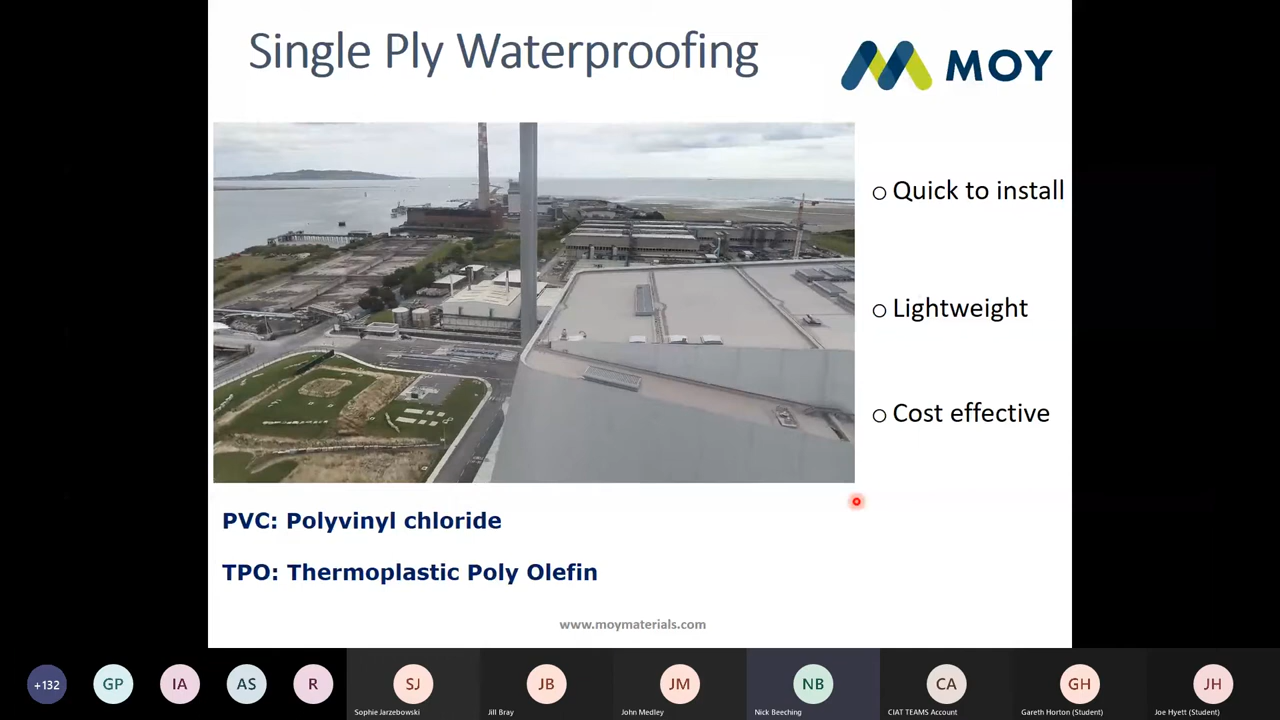 Single Ply Waterproofing
MOY
Quick to install
Lightweight
Cost effective
PVC: Polyvinyl chloride
TPO: Thermoplastic Poly Olefin
www.moymaterials.com
+132
GP
IA
AS
R
SJ
JB
JM
NB
CA
GH
JH
Sophie Jarzebowski
Jill Bray
John Medley
Nick Beeching
CIAT TEAMS Account
Gareth Horton (Student)
Joe Hyett (Student)